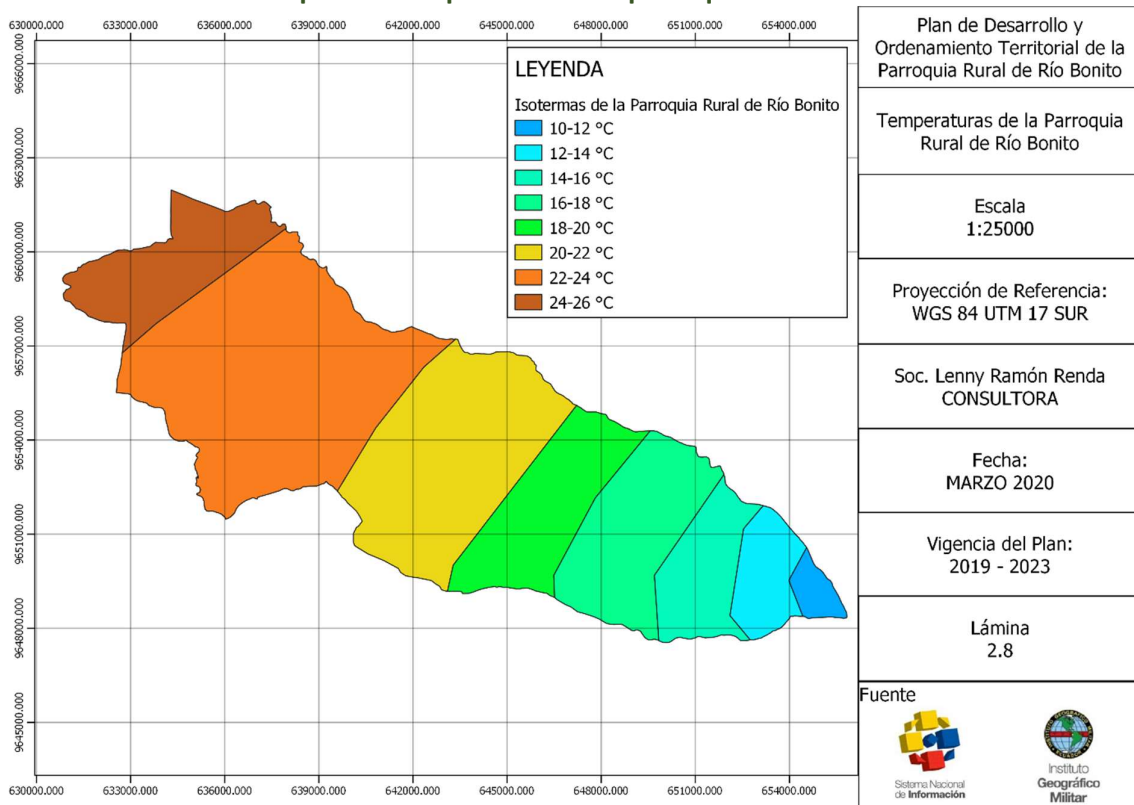 630000.000 633000.000 636000.000 639000.000 642000.000 645000.000 648000.000 651000.000 654000.000
9666000.000
9663000.000
9660000.000
9657000.000
9654000.000
9651000.000
9648000.000
9645000.000
LEYENDA
Isotermas de la Parroquia Rural de Río Bonito
10-12 °C
12-14 °C
14-16 °C
16-18 °C
18-20 °C
20-22 °C
22-24 °C
24-26 °C
630000.000 633000.000 636000.000 639000.000 642000.000 645000.000 648000.000 651000.000 654000.000
Plan de Desarrollo y
Ordenamiento Territorial de la
Parroquia Rural de Río Bonito
Temperaturas de la Parroquia
Rural de Río Bonito
Escala
1:25000
Proyección de Referencia:
WGS 84 UTM 17 SUR
Soc. Lenny Ramón Renda
CONSULTORA
Fecha:
MARZO 2020
Vigencia del Plan:
2019 - 2023
Lámina
2.8
Fuente
Sistema Nacional
de Información
Instituto
Geográfico
Militar